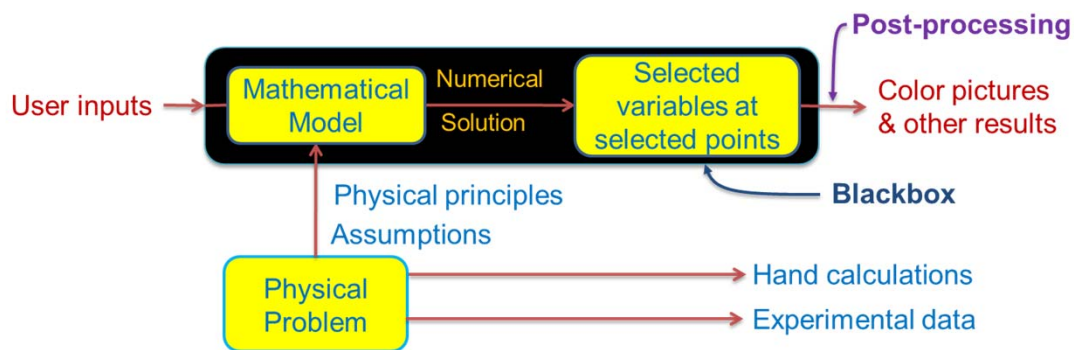 Post-processing
User inputs
Mathematical
Model
Numerical
Solution
Selected
variables at
selected points
Color pictures
& other results
Physical principles
Assumptions
Blackbox
Physical
Problem
Hand calculations
Experimental data